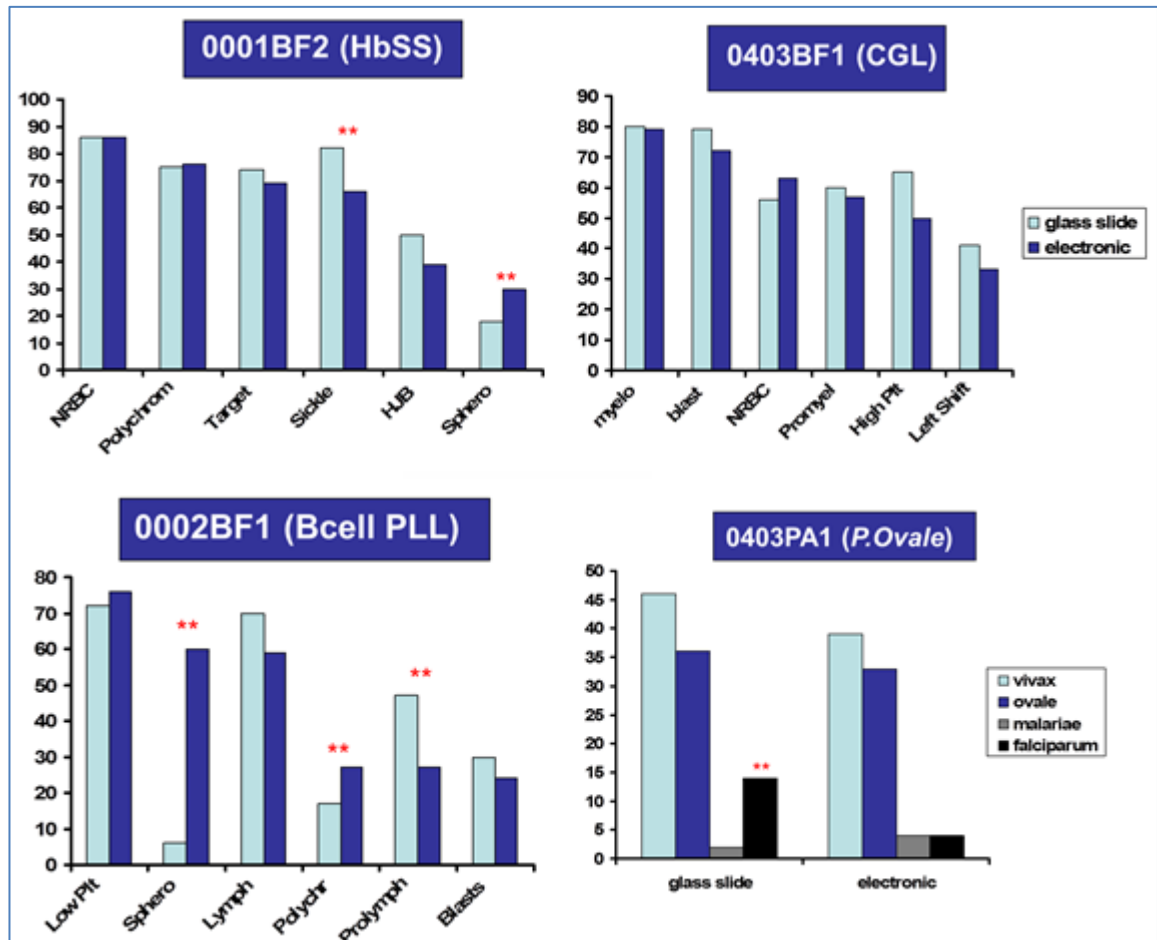 0001BF2 (HbSS)
100
90
80
70
60
50
40
30
20
10
0
**
**
NRBC
Polychrom
Target
Sickle
HJB
Sphero
0403BF1 (CGL)
90
80
70
60
50
40
30
20
10
0
myelo
blast
NRBC
Promyel
High Plt
Left Shift
glass slide
electronic
0002BF1 (Bcell PLL)
80
70
60
50
40
30
20
10
0
**
**
**
Low Plt
Sphero
Lymph
Polychr
Prolymph
Blasts
0403PA1 (P.Ovale)
50
45
40
35
30
25
20
15
10
5
0
**
glass slide
electronic
vivax
ovale
malariae
falciparum